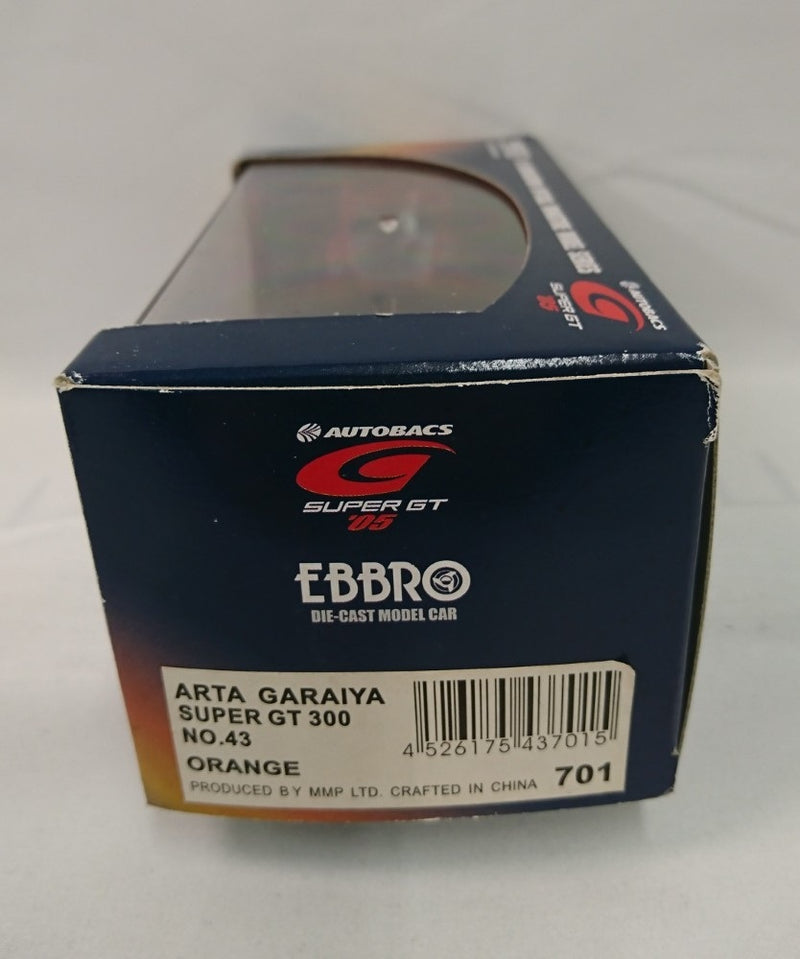 SERIES
AUTOBACS
SUPER GT
'05
AUTOBACS
SUPER GT
'05
EBBRO
DIE-CAST MODEL CAR
ARTA GARAIYA
SUPER GT 300
NO.43
ORANGE
4 526175 437015
PRODUCED BY MMP LTD. CRAFTED IN CHINA 701